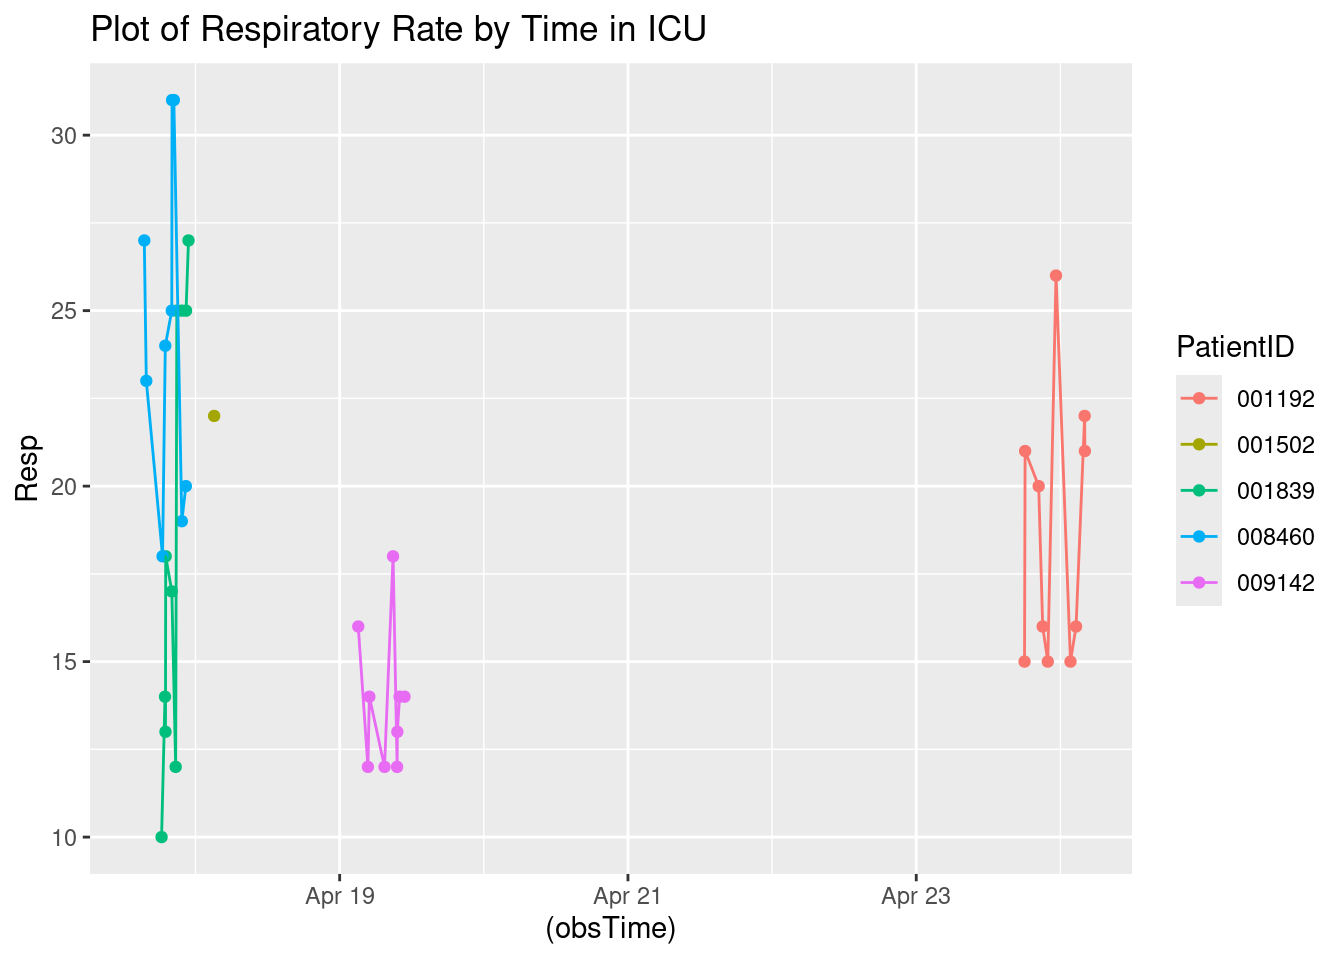 Plot of Respiratory Rate by Time in ICU
30
25
20
15
10
Resp
Apr 19
Apr 21
Apr 23
(obsTime)
PatientID
001192
001502
001839
008460
009142